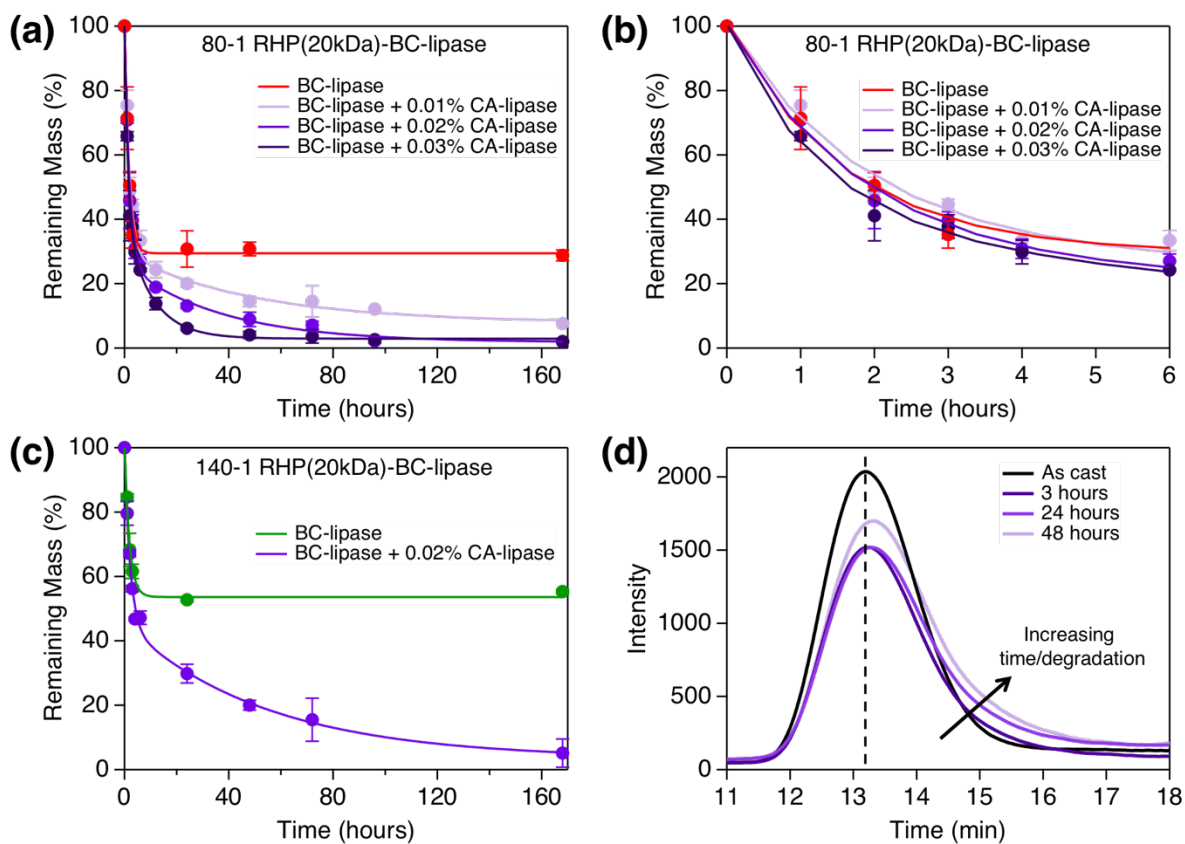 (a)
80-1 RHP(20kDa)-BC-lipase
BC-lipase
BC-lipase + 0.01% CA-lipase
BC-lipase + 0.02% CA-lipase
BC-lipase + 0.03% CA-lipase
Remaining Mass (%)
100
80
60
40
20
0
0 40 80 120 160
Time (hours)
(b)
80-1 RHP(20kDa)-BC-lipase
BC-lipase
BC-lipase + 0.01% CA-lipase
BC-lipase + 0.02% CA-lipase
BC-lipase + 0.03% CA-lipase
Remaining Mass (%)
100
80
60
40
20
0
0 1 2 3 4 5 6
Time (hours)
(c)
140-1 RHP(20kDa)-BC-lipase
BC-lipase
BC-lipase + 0.02% CA-lipase
Remaining Mass (%)
100
80
60
40
20
0
0 40 80 120 160
Time (hours)
(d)
As cast
3 hours
24 hours
48 hours
Increasing
time/degradation
Intensity
2000
1500
1000
500
0
11 12 13 14 15 16 17 18
Time (min)